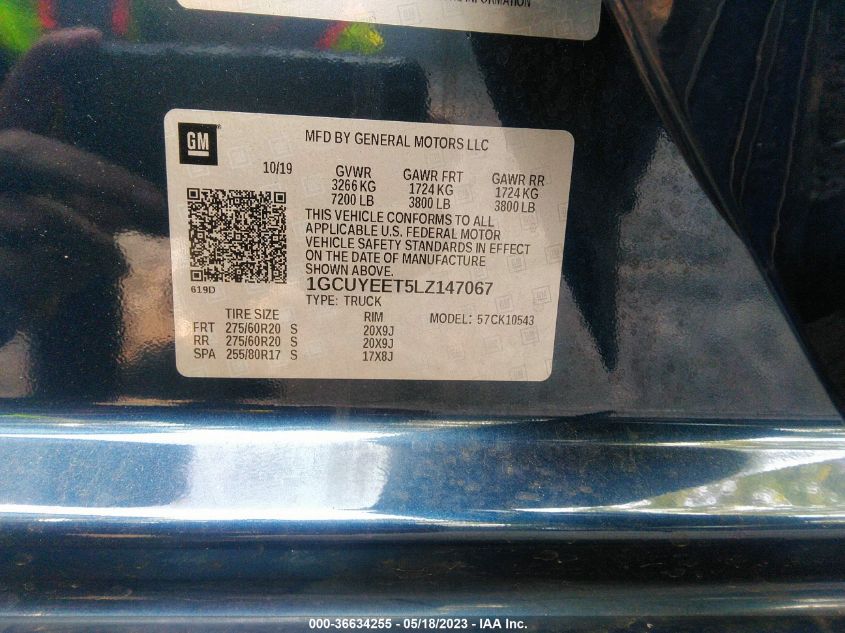 INFORMATION
GM
MFD BY GENERAL MOTORS LLC
10/19 GVWR GAWR FRT GAWR RR
3266 KG 1724 KG 1724 KG
7200 LB 3800 LB 3800 LB
THIS VEHICLE CONFORMS TO ALL
APPLICABLE U.S. FEDERAL MOTOR
VEHICLE SAFETY STANDARDS IN EFFECT
ON THE DATE OF MANUFACTURE
SHOWN ABOVE.
619D
1GCUYEET5LZ147067
TYPE: TRUCK
TIRE SIZE RIM MODEL: 57CK10543
FRT 275/60R20 S 20X9J
RR 275/60R20 S 20X9J
SPA 255/80R17 S 17X8J
000-36634255 - 05/18/2023 - IAA Inc.